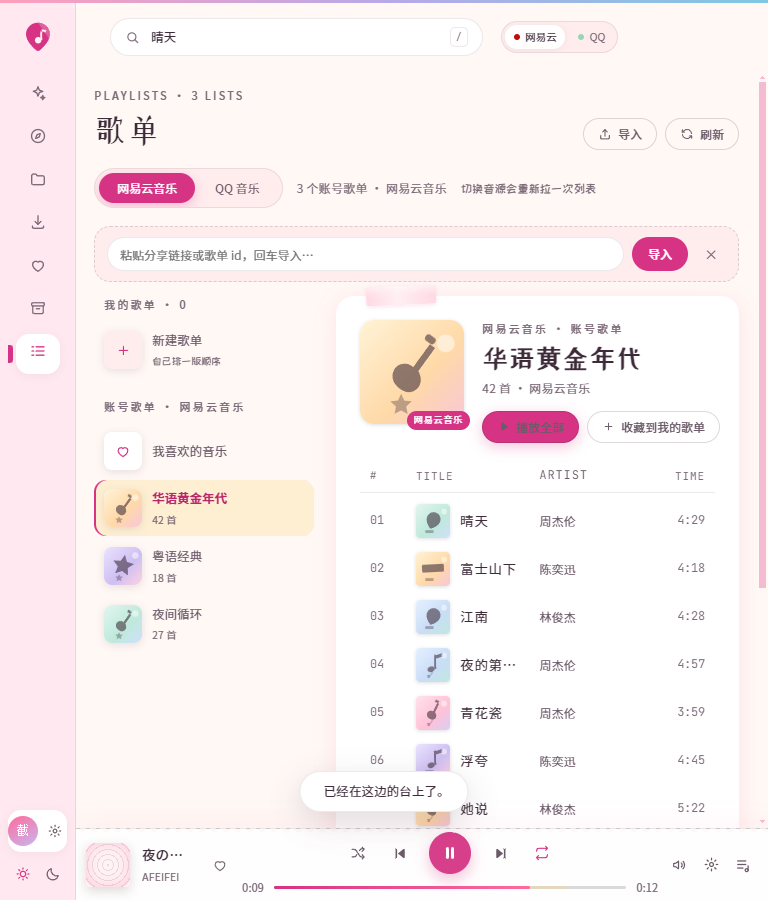 晴天
/
网易云
QQ
PLAYLISTS • 3 LISTS
歌单
导入
刷新
网易云音乐
QQ 音乐
3 个账号歌单 • 网易云音乐
切换音源会重新拉一次列表
粘贴分享链接或歌单 id，回车导入…
导入
我的歌单 • 0
新建歌单
自己排一版顺序
账号歌单 • 网易云音乐
我喜欢的音乐
华语黄金年代
42 首
粤语经典
18 首
夜间循环
27 首
网易云音乐
网易云音乐 • 账号歌单
华语黄金年代
42 首 • 网易云音乐
播放全部
收藏到我的歌单
# TITLE ARTIST TIME
01 晴天 周杰伦 4:29
02 富士山下 陈奕迅 4:18
03 江南 林俊杰 4:28
04 夜的第… 周杰伦 4:57
05 青花瓷 周杰伦 3:59
06 浮夸 陈奕迅 4:45
她说 林俊杰 5:22
已经在这边的台上了。
截
夜の…
AFEIFEI
0:09
0:12